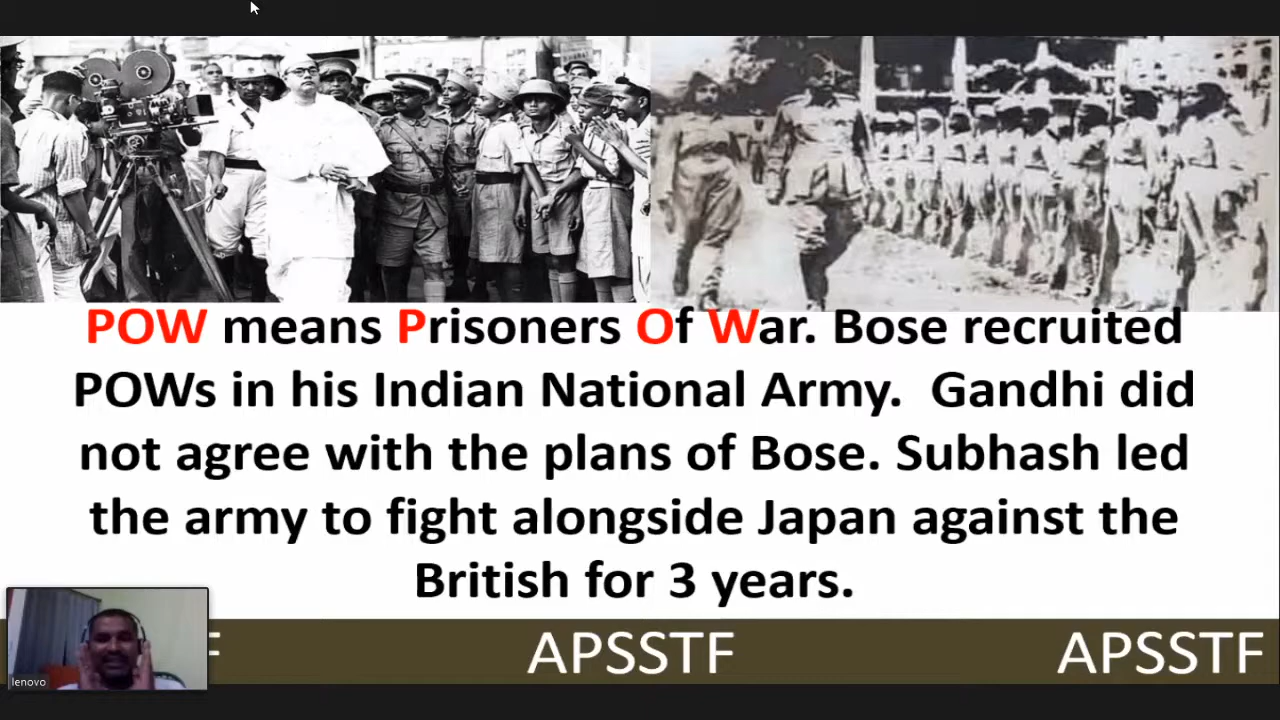 POW means Prisoners Of War. Bose recruited
POWs in his Indian National Army. Gandhi did
not agree with the plans of Bose. Subhash led
the army to fight alongside Japan against the
British for 3 years.
F APSSTF APSSTF
lenovo